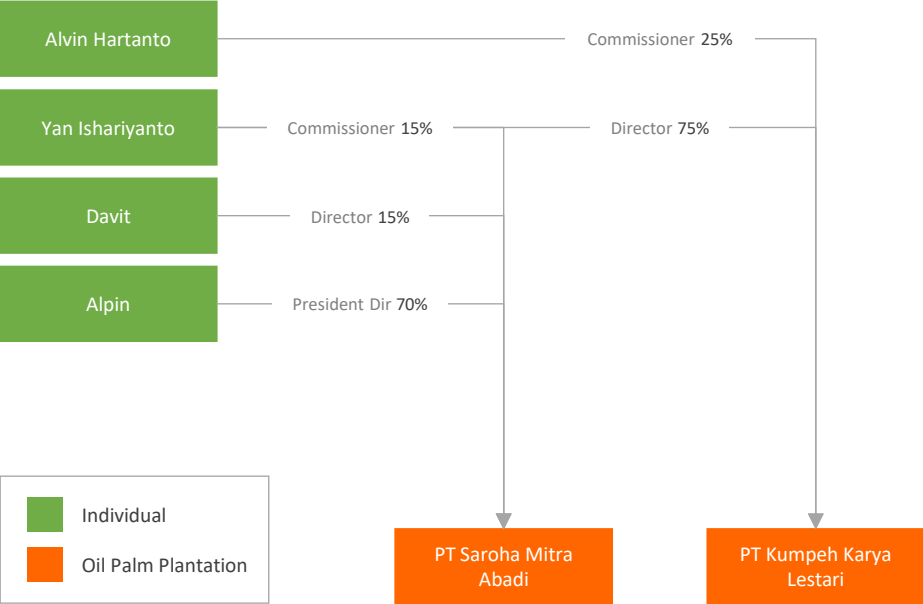 Alvin Hartanto
Commissioner 25%
Yan Ishariyanto
Commissioner 15%
Director 75%
Davit
Director 15%
Alpin
President Dir 70%
Individual
Oil Palm Plantation
PT Saroha Mitra
Abadi
PT Kumpeh Karya
Lestari